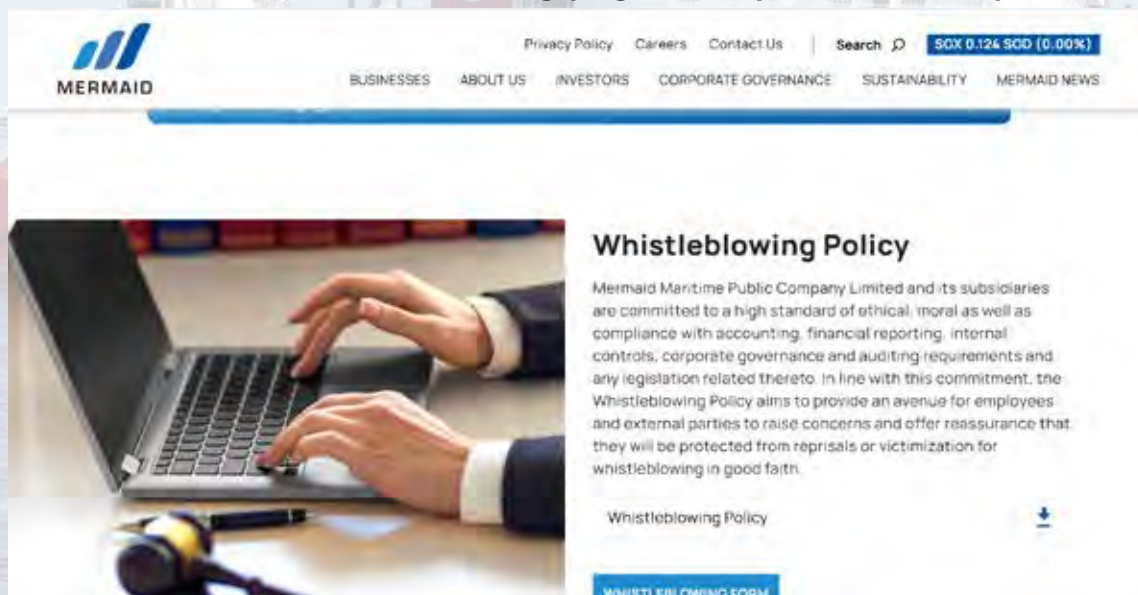 Privacy Policy Careers Contact Us Search SGX 0.124 SGD (0.00%)
MERMAID
BUSINESSES ABOUT US INVESTORS CORPORATE GOVERNANCE SUSTAINABILITY MERMAID NEWS
Whistleblowing Policy
Mermaid Maritime Public Company Limited and its subsidiaries
are committed to a high standard of ethical, moral as well as
compliance with accounting, financial reporting, internal
controls, corporate governance and auditing requirements and
any legislation related thereto. In line with this commitment, the
Whistleblowing Policy aims to provide an avenue for employees
and external parties to raise concerns and offer reassurance that
they will be protected from reprisals or victimization for
whistleblowing in good faith.
Whistleblowing Policy
WHISTLEBLOWING FORM